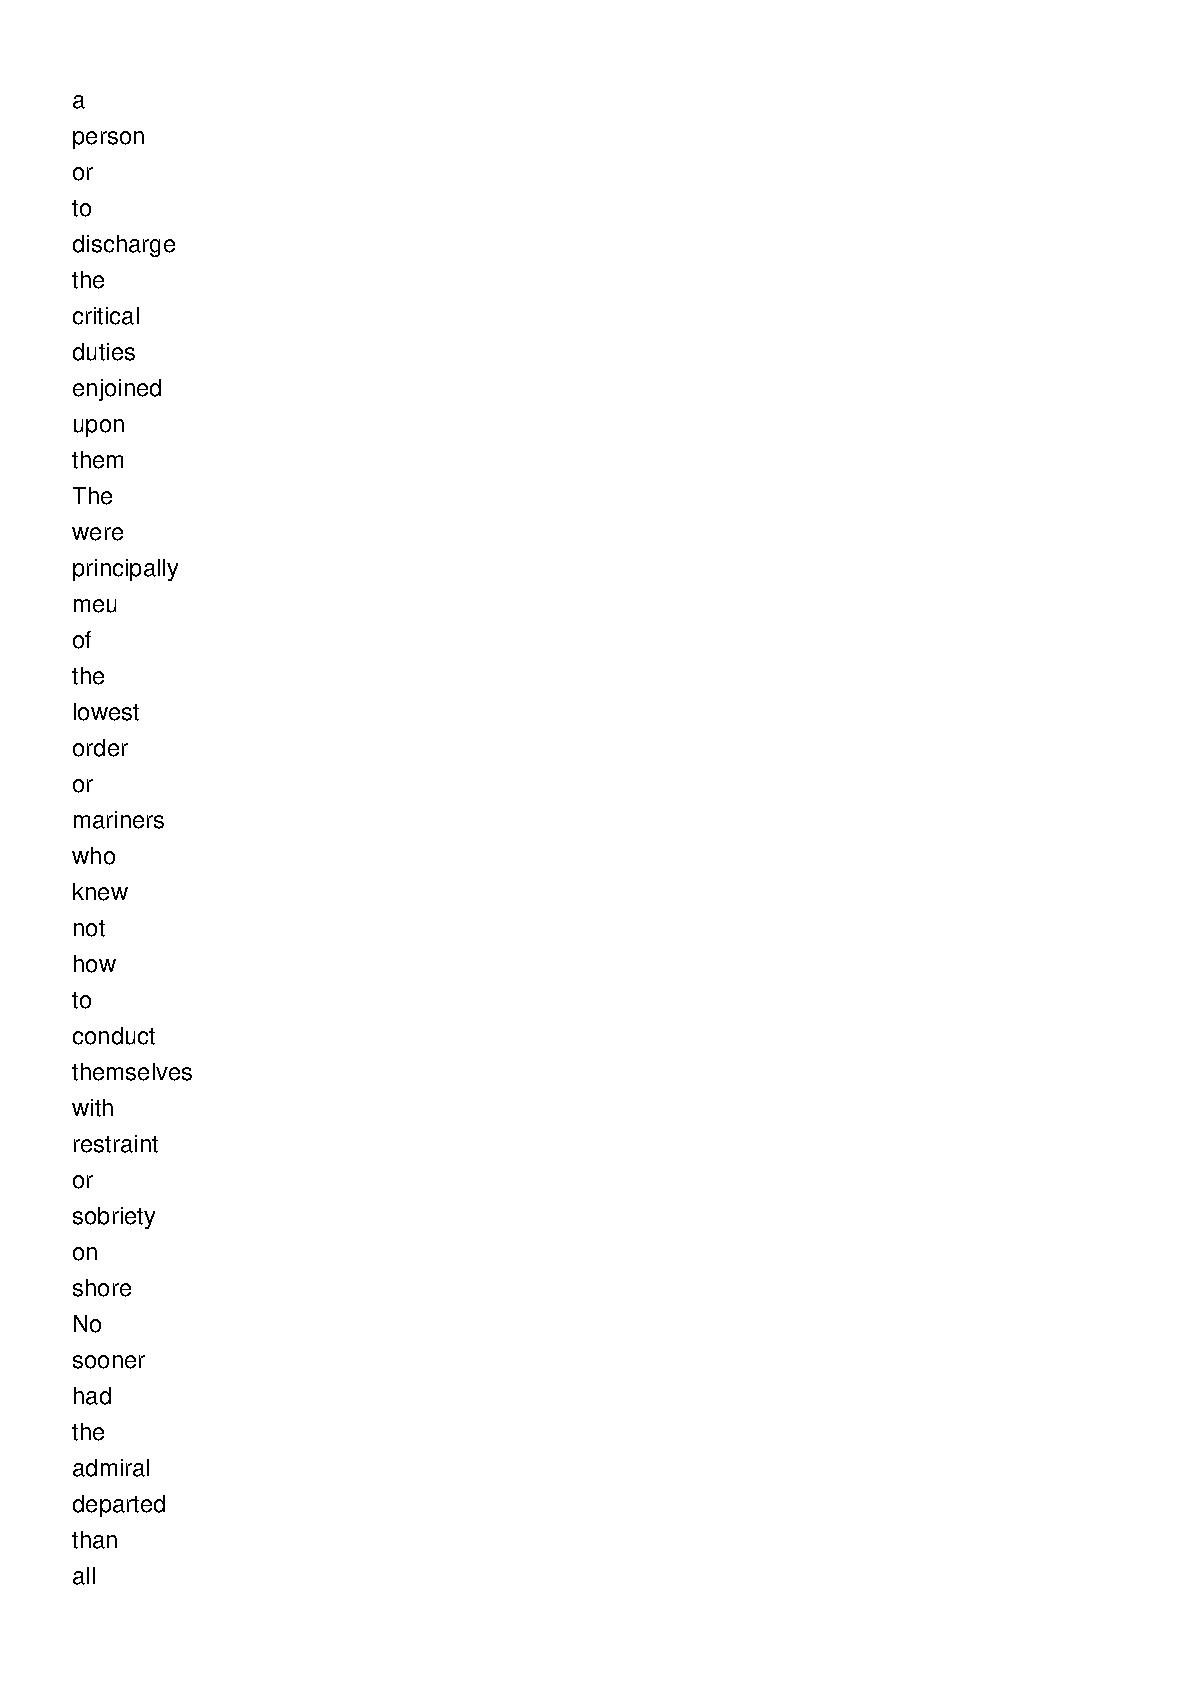 a
person
or
to
discharge
the
critical
duties
enjoined
upon
them
The
were
principally
meu
of
the
lowest
order
or
mariners
who
knew
not
how
to
conduct
themselves
with
restraint
or
sobriety
on
shore
No
sooner
had
the
admiral
departed
than
all